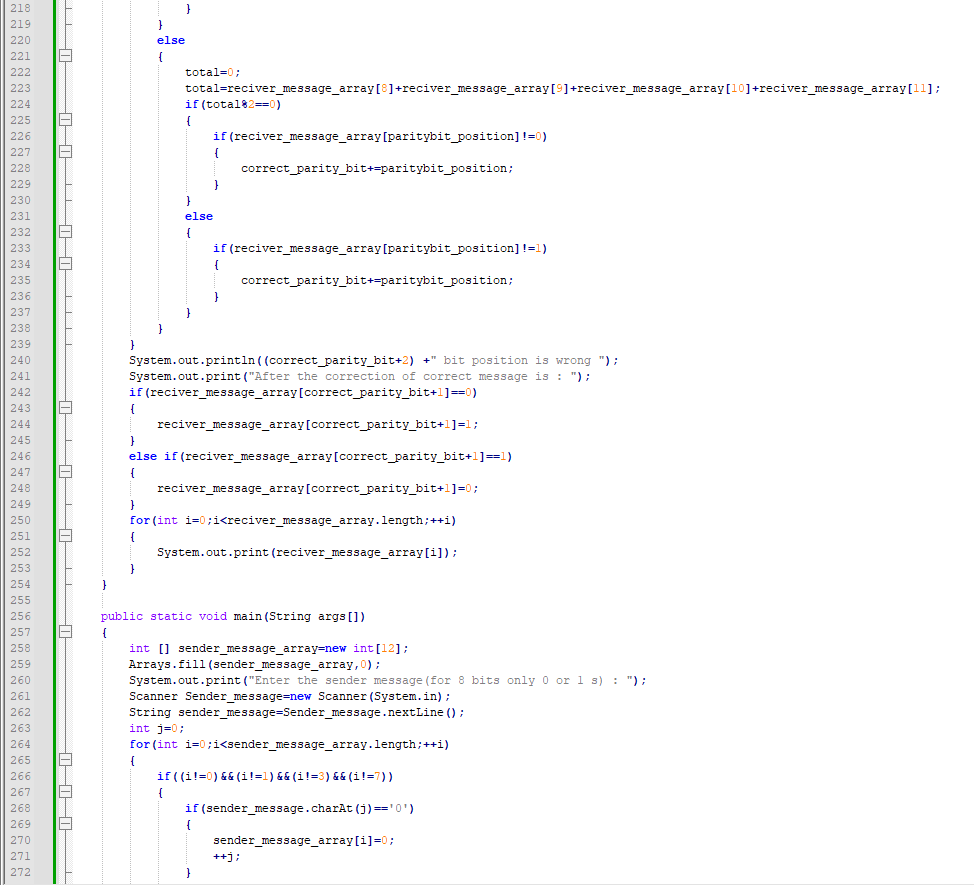 218                     }
219                 }
220                 else
221                 {
222                     total=0;
223                     total=reciver_message_array[8]+reciver_message_array[9]+reciver_message_array[10]+reciver_message_array[11];
224                     if(total%2==0)
225                     {
226                         if(reciver_message_array[paritybit_position]!=0)
227                         {
228                             correct_parity_bit+=paritybit_position;
229                         }
230                     }
231                     else
232                     {
233                         if(reciver_message_array[paritybit_position]!=1)
234                         {
235                             correct_parity_bit+=paritybit_position;
236                         }
237                     }
238                 }
239             }
240             System.out.println((correct_parity_bit+2) +" bit position is wrong ");
241             System.out.print("After the correction of correct message is : ");
242             if(reciver_message_array[correct_parity_bit+1]==0)
243             {
244                 reciver_message_array[correct_parity_bit+1]=1;
245             }
246             else if(reciver_message_array[correct_parity_bit+1]==1)
247             {
248                 reciver_message_array[correct_parity_bit+1]=0;
249             }
250             for(int i=0;i<reciver_message_array.length;++i)
251             {
252                 System.out.print(reciver_message_array[i]);
253             }
254         }
255
256         public static void main(String args[])
257         {
258             int [] sender_message_array=new int[12];
259             Arrays.fill(sender_message_array,0);
260             System.out.print("Enter the sender message(for 8 bits only 0 or 1 s) : ");
261             Scanner Sender_message=new Scanner(System.in);
262             String sender_message=Sender_message.nextLine();
263             int j=0;
264             for(int i=0;i<sender_message_array.length;++i)
265             {
266                 if((i!=0)&&(i!=1)&&(i!=3)&&(i!=7))
267                 {
268                     if(sender_message.charAt(j)=='0')
269                     {
270                         sender_message_array[i]=0;
271                         ++j;
272                     }